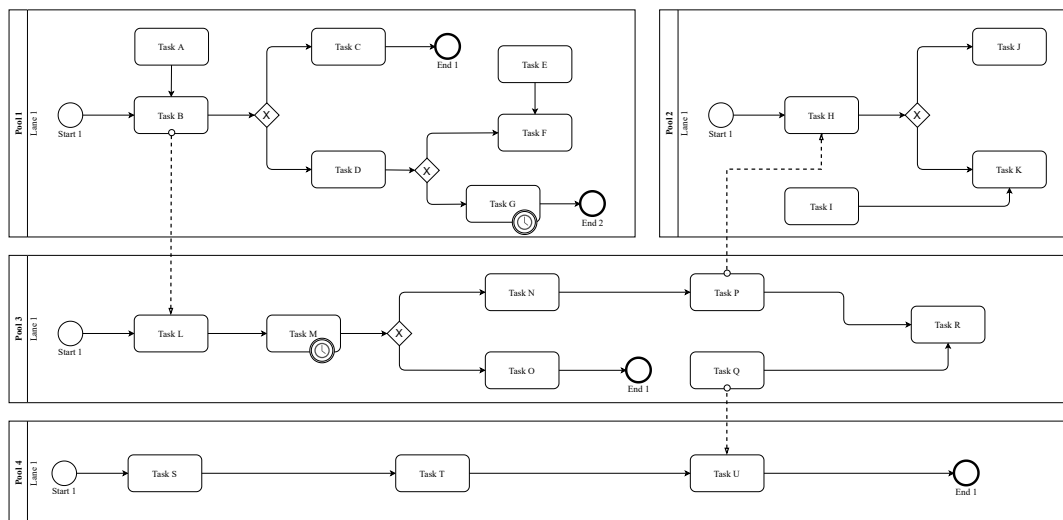 Pool 1
Lane 1
Start 1
Task A
Task B
Task C
End 1
Task D
Task E
Task F
Task G
End 2
Pool 2
Lane 1
Start 1
Task H
Task I
Task J
Task K
Pool 3
Lane 1
Start 1
Task L
Task M
Task N
Task O
End 1
Task P
Task Q
Task R
Pool 4
Lane 1
Start 1
Task S
Task T
Task U
End 1